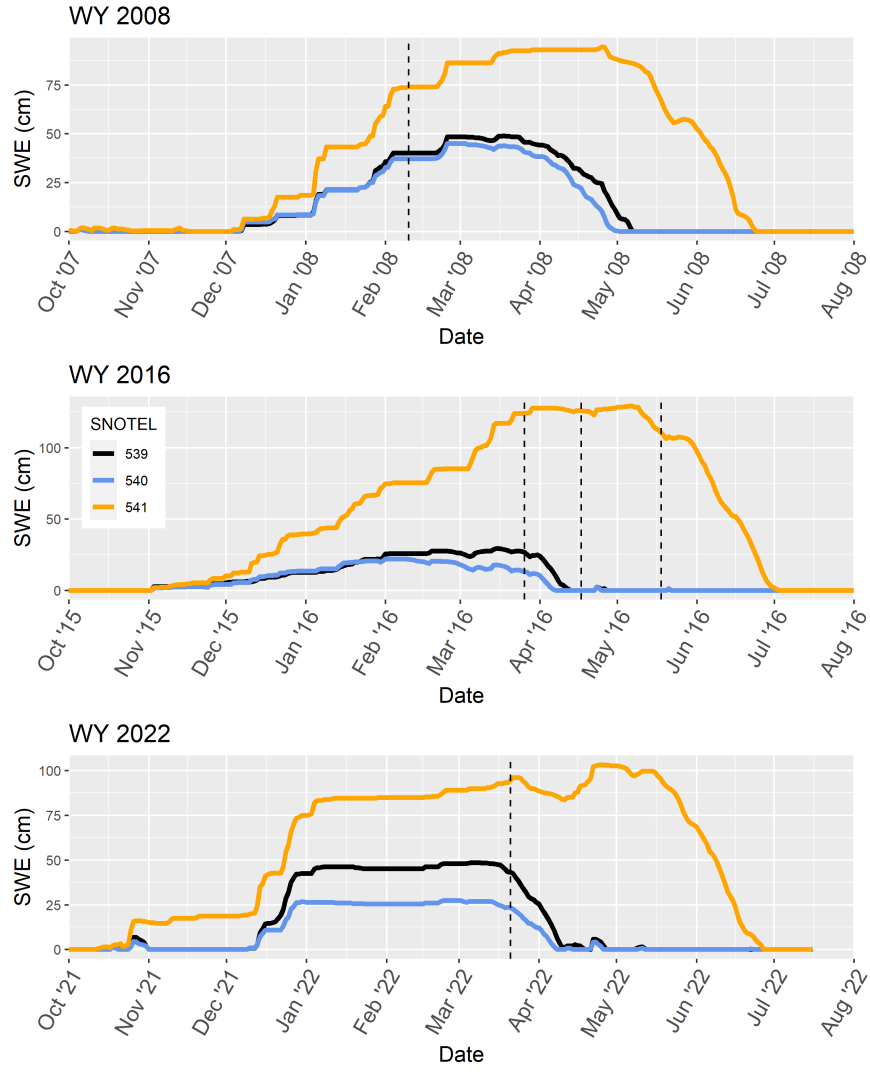 WY 2008
SWE (cm)
75
50
25
0
Oct '07
Nov '07
Dec '07
Jan '08
Feb '08
Mar '08
Apr '08
May '08
Jun '08
Jul '08
Aug '08
Date
WY 2016
SWE (cm)
100
50
0
SNOTEL
539
540
541
Oct '15
Nov '15
Dec '15
Jan '16
Feb '16
Mar '16
Apr '16
May '16
Jun '16
Jul '16
Aug '16
Date
WY 2022
SWE (cm)
100
75
50
25
0
Oct '21
Nov '21
Dec '21
Jan '22
Feb '22
Mar '22
Apr '22
May '22
Jun '22
Jul '22
Aug '22
Date